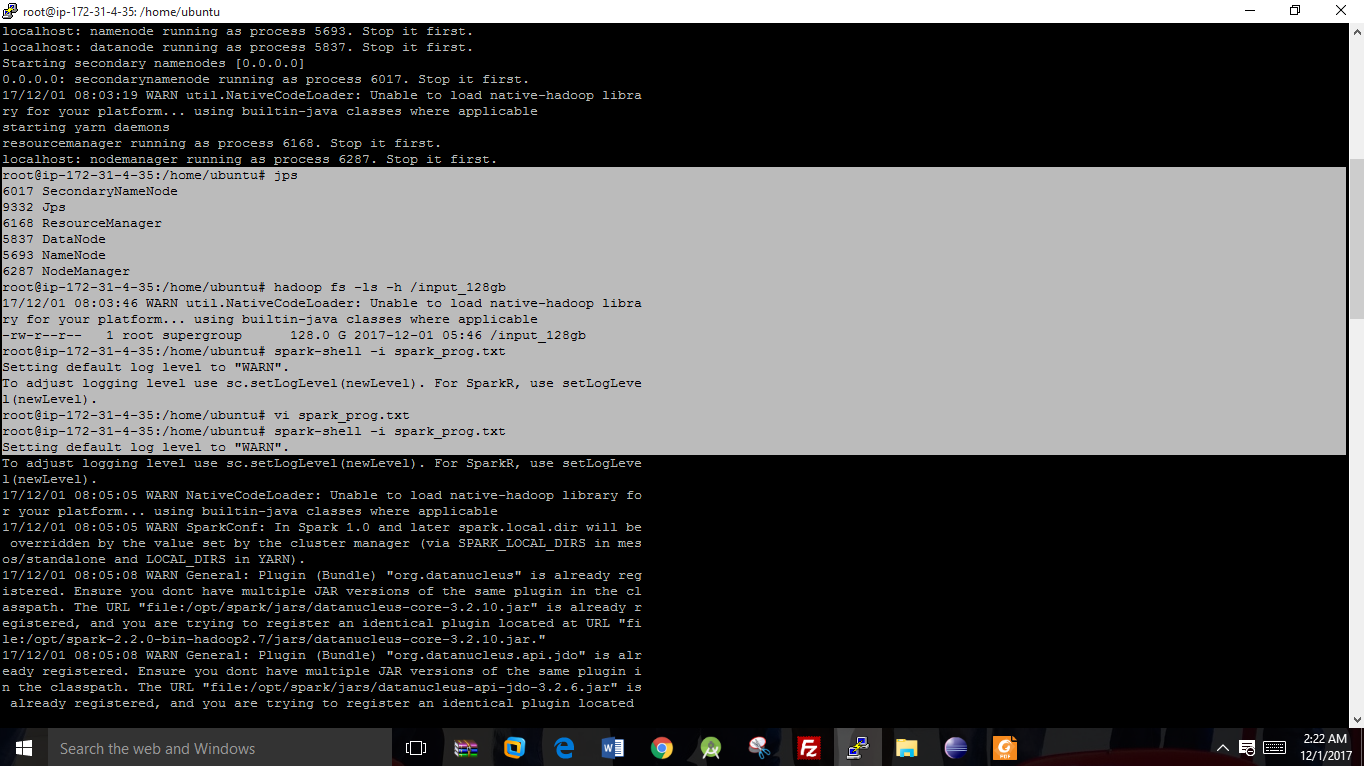 root@ip-172-31-4-35: /home/ubuntu
localhost: namenode running as process 5693. Stop it first.
localhost: datanode running as process 5837. Stop it first.
Starting secondary namenodes [0.0.0.0]
0.0.0.0: secondarynamenode running as process 6017. Stop it first.
17/12/01 08:03:19 WARN util.NativeCodeLoader: Unable to load native-hadoop libra
ry for your platform... using builtin-java classes where applicable
starting yarn daemons
resourcemanager running as process 6168. Stop it first.
localhost: nodemanager running as process 6287. Stop it first.
root@ip-172-31-4-35:/home/ubuntu# jps
6017 SecondaryNameNode
9332 Jps
6168 ResourceManager
5837 DataNode
5693 NameNode
6287 NodeManager
root@ip-172-31-4-35:/home/ubuntu# hadoop fs -ls -h /input_128gb
17/12/01 08:03:46 WARN util.NativeCodeLoader: Unable to load native-hadoop libra
ry for your platform... using builtin-java classes where applicable
-rw-r--r--   1 root supergroup      128.0 G 2017-12-01 05:46 /input_128gb
root@ip-172-31-4-35:/home/ubuntu# spark-shell -i spark_prog.txt
Setting default log level to "WARN".
To adjust logging level use sc.setLogLevel(newLevel). For SparkR, use setLogLeve
l(newLevel).
root@ip-172-31-4-35:/home/ubuntu# vi spark_prog.txt
root@ip-172-31-4-35:/home/ubuntu# spark-shell -i spark_prog.txt
Setting default log level to "WARN".
To adjust logging level use sc.setLogLevel(newLevel). For SparkR, use setLogLeve
l(newLevel).
17/12/01 08:05:05 WARN NativeCodeLoader: Unable to load native-hadoop library fo
r your platform... using builtin-java classes where applicable
17/12/01 08:05:05 WARN SparkConf: In Spark 1.0 and later spark.local.dir will be
 overridden by the value set by the cluster manager (via SPARK_LOCAL_DIRS in mes
os/standalone and LOCAL_DIRS in YARN).
17/12/01 08:05:08 WARN General: Plugin (Bundle) "org.datanucleus" is already reg
istered. Ensure you dont have multiple JAR versions of the same plugin in the cl
asspath. The URL "file:/opt/spark/jars/datanucleus-core-3.2.10.jar" is already r
egistered, and you are trying to register an identical plugin located at URL "fi
le:/opt/spark-2.2.0-bin-hadoop2.7/jars/datanucleus-core-3.2.10.jar."
17/12/01 08:05:08 WARN General: Plugin (Bundle) "org.datanucleus.api.jdo" is alr
eady registered. Ensure you dont have multiple JAR versions of the same plugin i
n the classpath. The URL "file:/opt/spark/jars/datanucleus-api-jdo-3.2.6.jar" is
 already registered, and you are trying to register an identical plugin located
Search the web and Windows
2:22 AM
12/1/2017